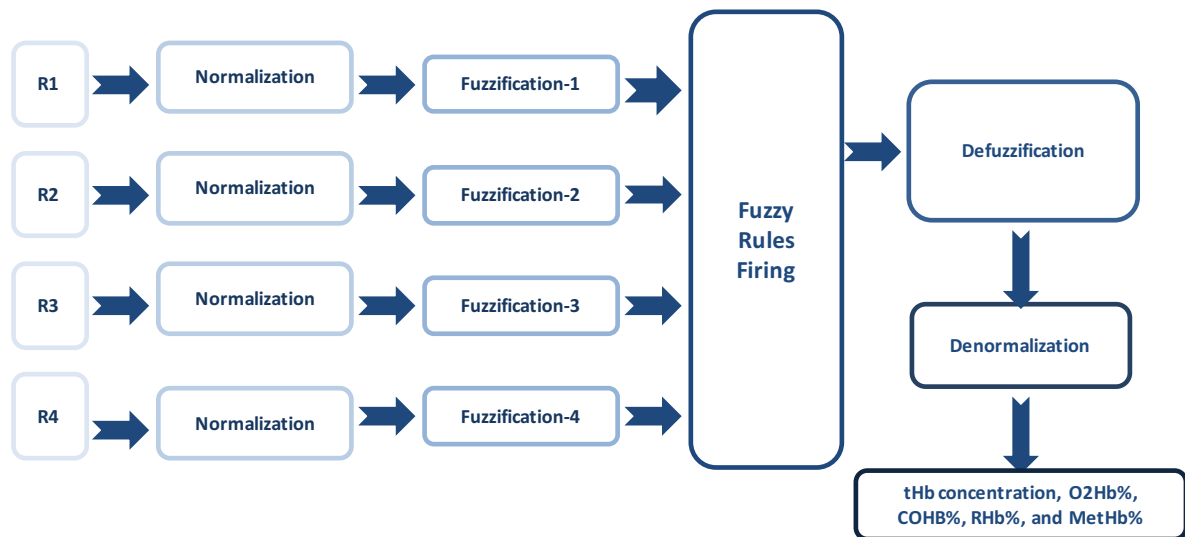 R1
Normalization
Fuzzification-1
R2
Normalization
Fuzzification-2
R3
Normalization
Fuzzification-3
R4
Normalization
Fuzzification-4
Fuzzy
Rules
Firing
Defuzzification
Denormalization
tHb concentration, O2Hb%,
COHB%, RHb%, and MetHb%